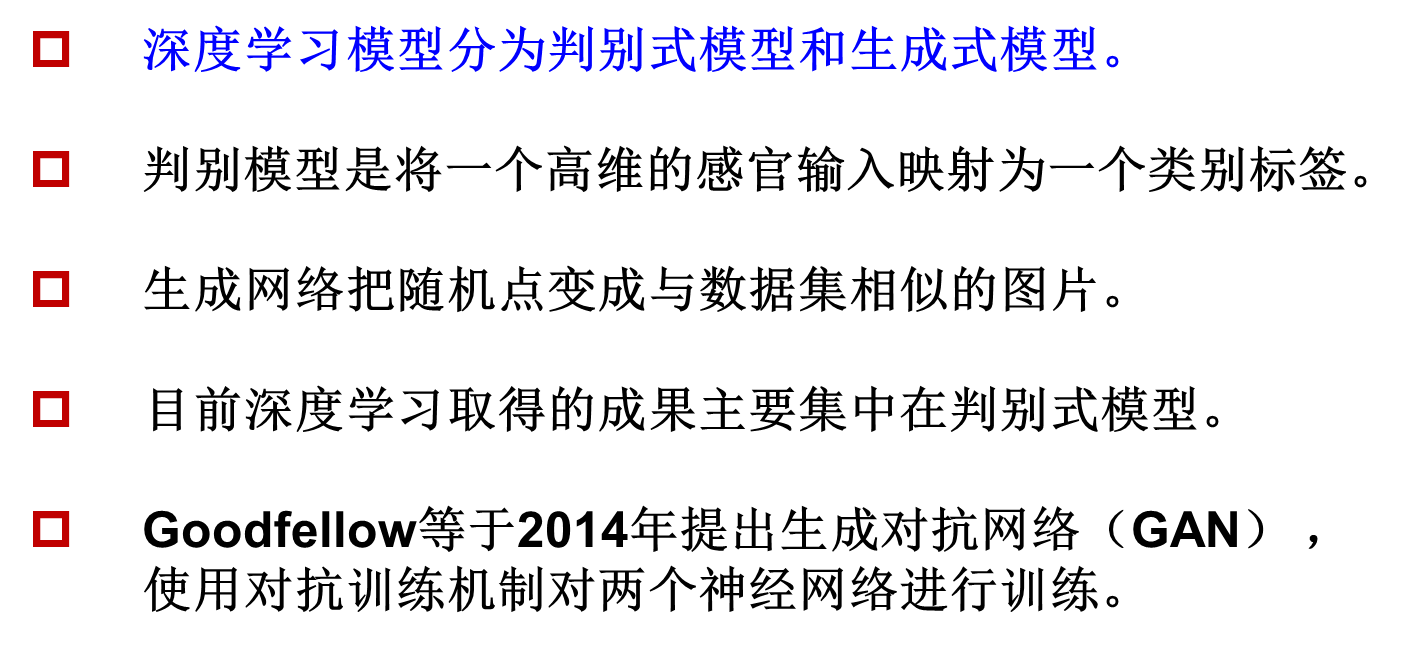 深度学习模型分为判别式模型和生成式模型。
判别模型是将一个高维的感官输入映射为一个类别标签。
生成网络把随机点变成与数据集相似的图片。
目前深度学习取得的成果主要集中在判别式模型。
Goodfellow等于2014年提出生成对抗网络（GAN），
使用对抗训练机制对两个神经网络进行训练。